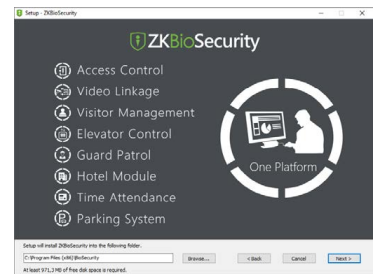 Setup - ZKBioSecurity
ZKBioSecurity
Access Control
Video Linkage
Visitor Management
Elevator Control
Guard Patrol
Hotel Module
Time Attendance
Parking System
One Platform
Setup will install ZKBioSecurity into the following folder.
C:\Program Files (x86)\BioSecurity
Browse...
< Back
Cancel
Next >
At least 971,3 MB of free disk space is required.